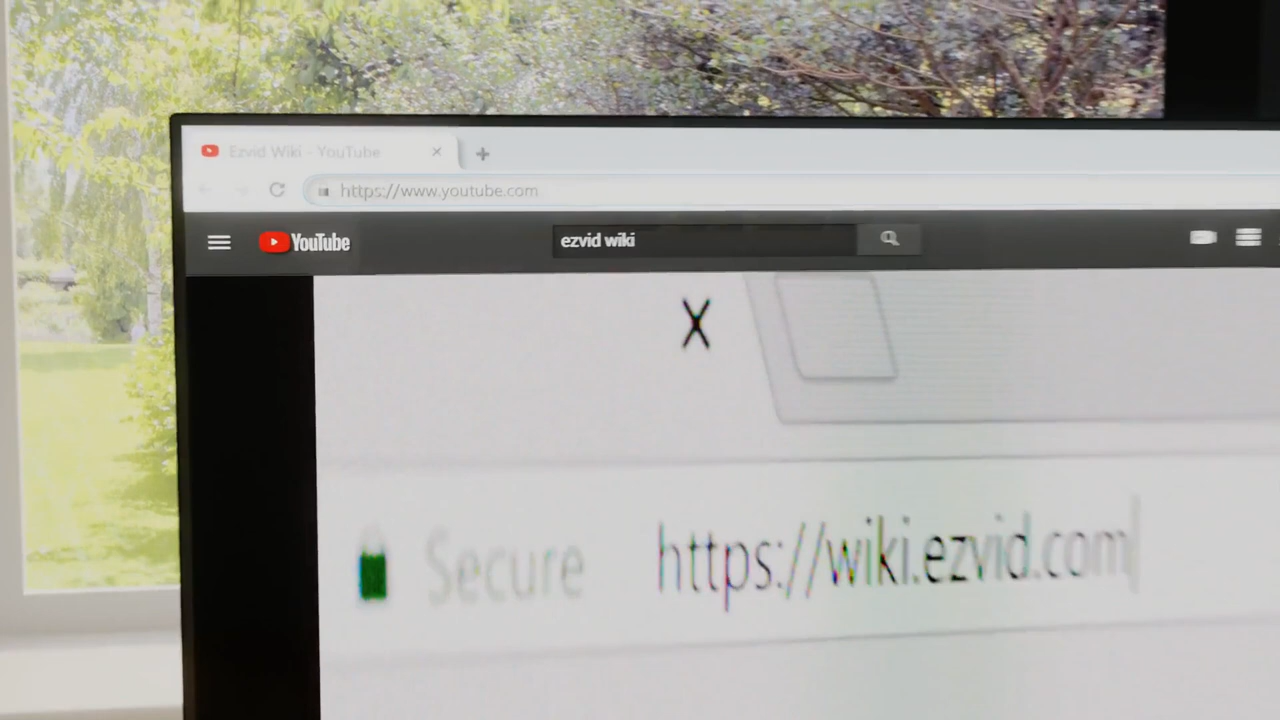 Ezvid Wiki - YouTube
https://www.youtube.com
YouTube
ezvid wiki
X
Secure https://wiki.ezvid.com